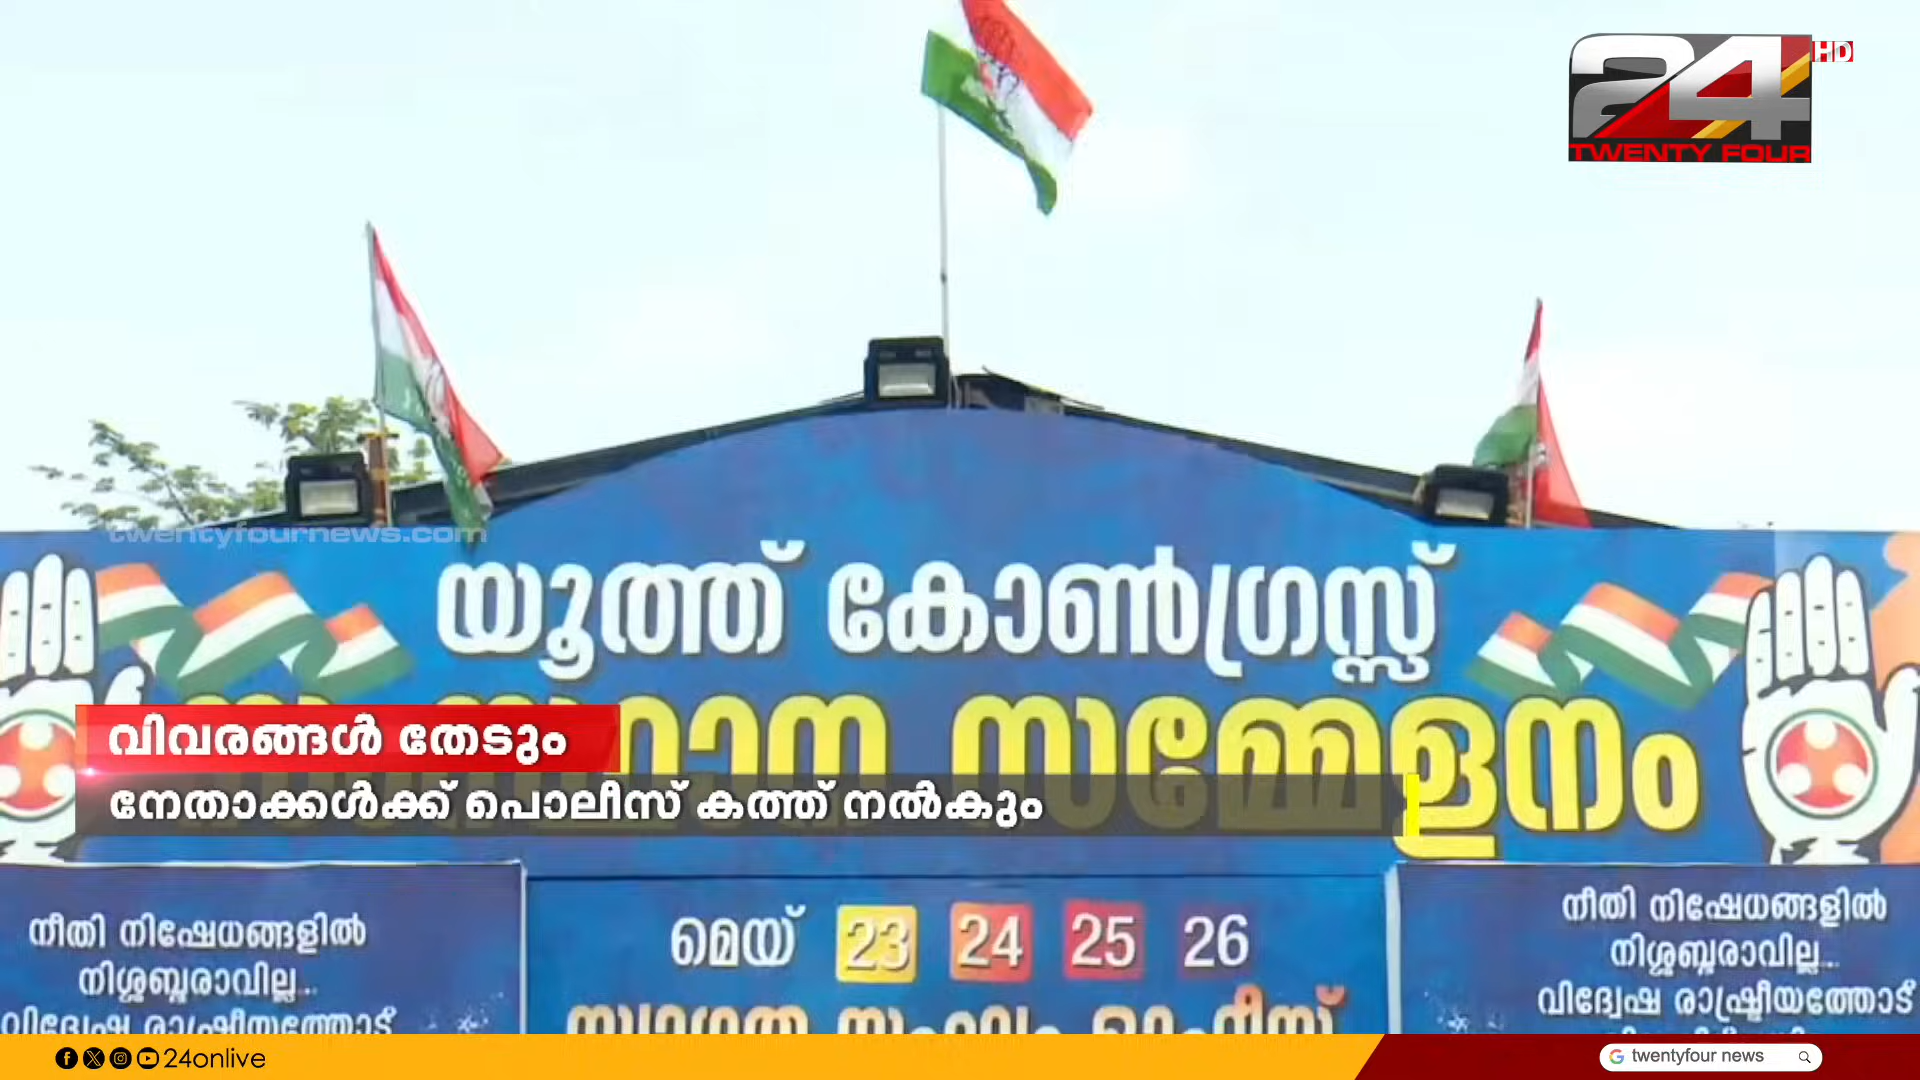 24
HD
TWENTY FOUR
twentyfournews.com
യൂത്ത് കോൺഗ്രസ്സ്
സമ്മേളനം
വിവരങ്ങൾ തേടും
നേതാക്കൾക്ക് പൊലീസ് കത്ത് നൽകും
മെയ് 23 24 25 26
നീതി നിഷേധങ്ങളിൽ
നിശ്ശബ്ദരാവില്ല...
വിദ്വേഷ രാഷ്ട്രീയത്തോട്
നീതി നിഷേധങ്ങളിൽ
നിശ്ശബ്ദരാവില്ല...
വിദ്വേഷ രാഷ്ട്രീയത്തോട്
24onlive
twentyfour news